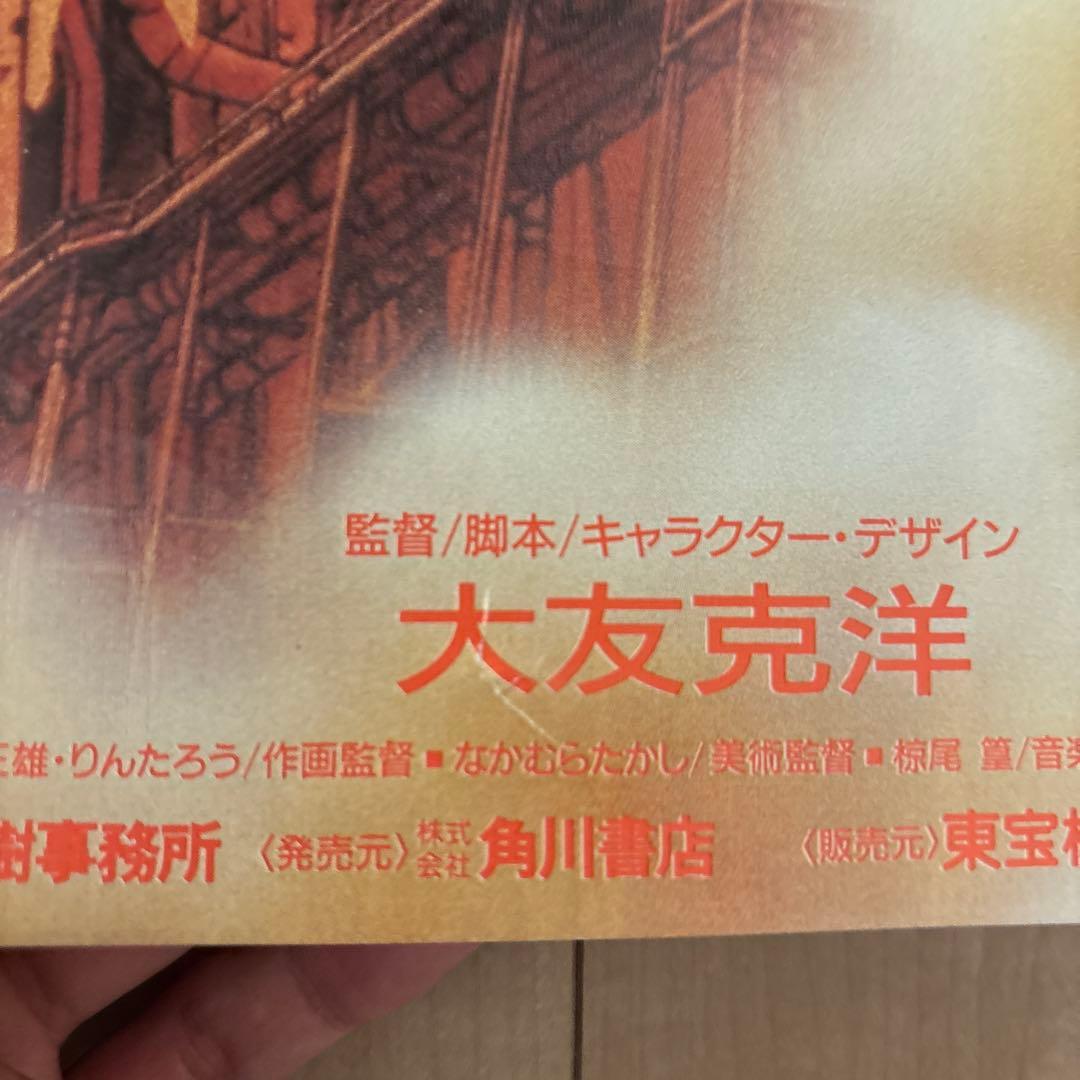 監督/脚本/キャラクター・デザイン
大友克洋
正雄・りんたろう/作画監督■なかむらたかし/美術監督■椋尾 篁/音楽
樹事務所 〈発売元〉株式会社角川書店 〈販売元〉東宝